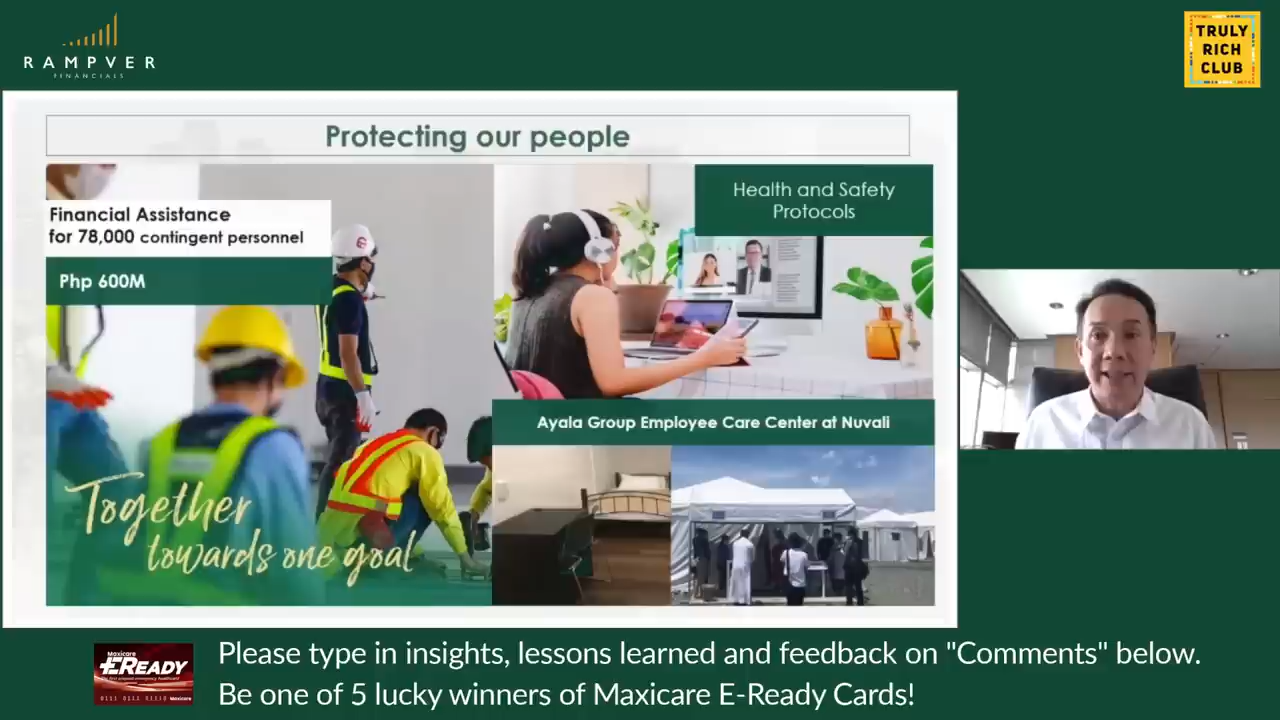 RAMPVER
FINANCIALS
TRULY
RICH
CLUB
Protecting our people
Financial Assistance
for 78,000 contingent personnel
Php 600M
Health and Safety
Protocols
Ayala Group Employee Care Center at Nuvali
Together
towards one goal
Maxicare
EREADY
Please type in insights, lessons learned and feedback on "Comments" below.
Be one of 5 lucky winners of Maxicare E-Ready Cards!